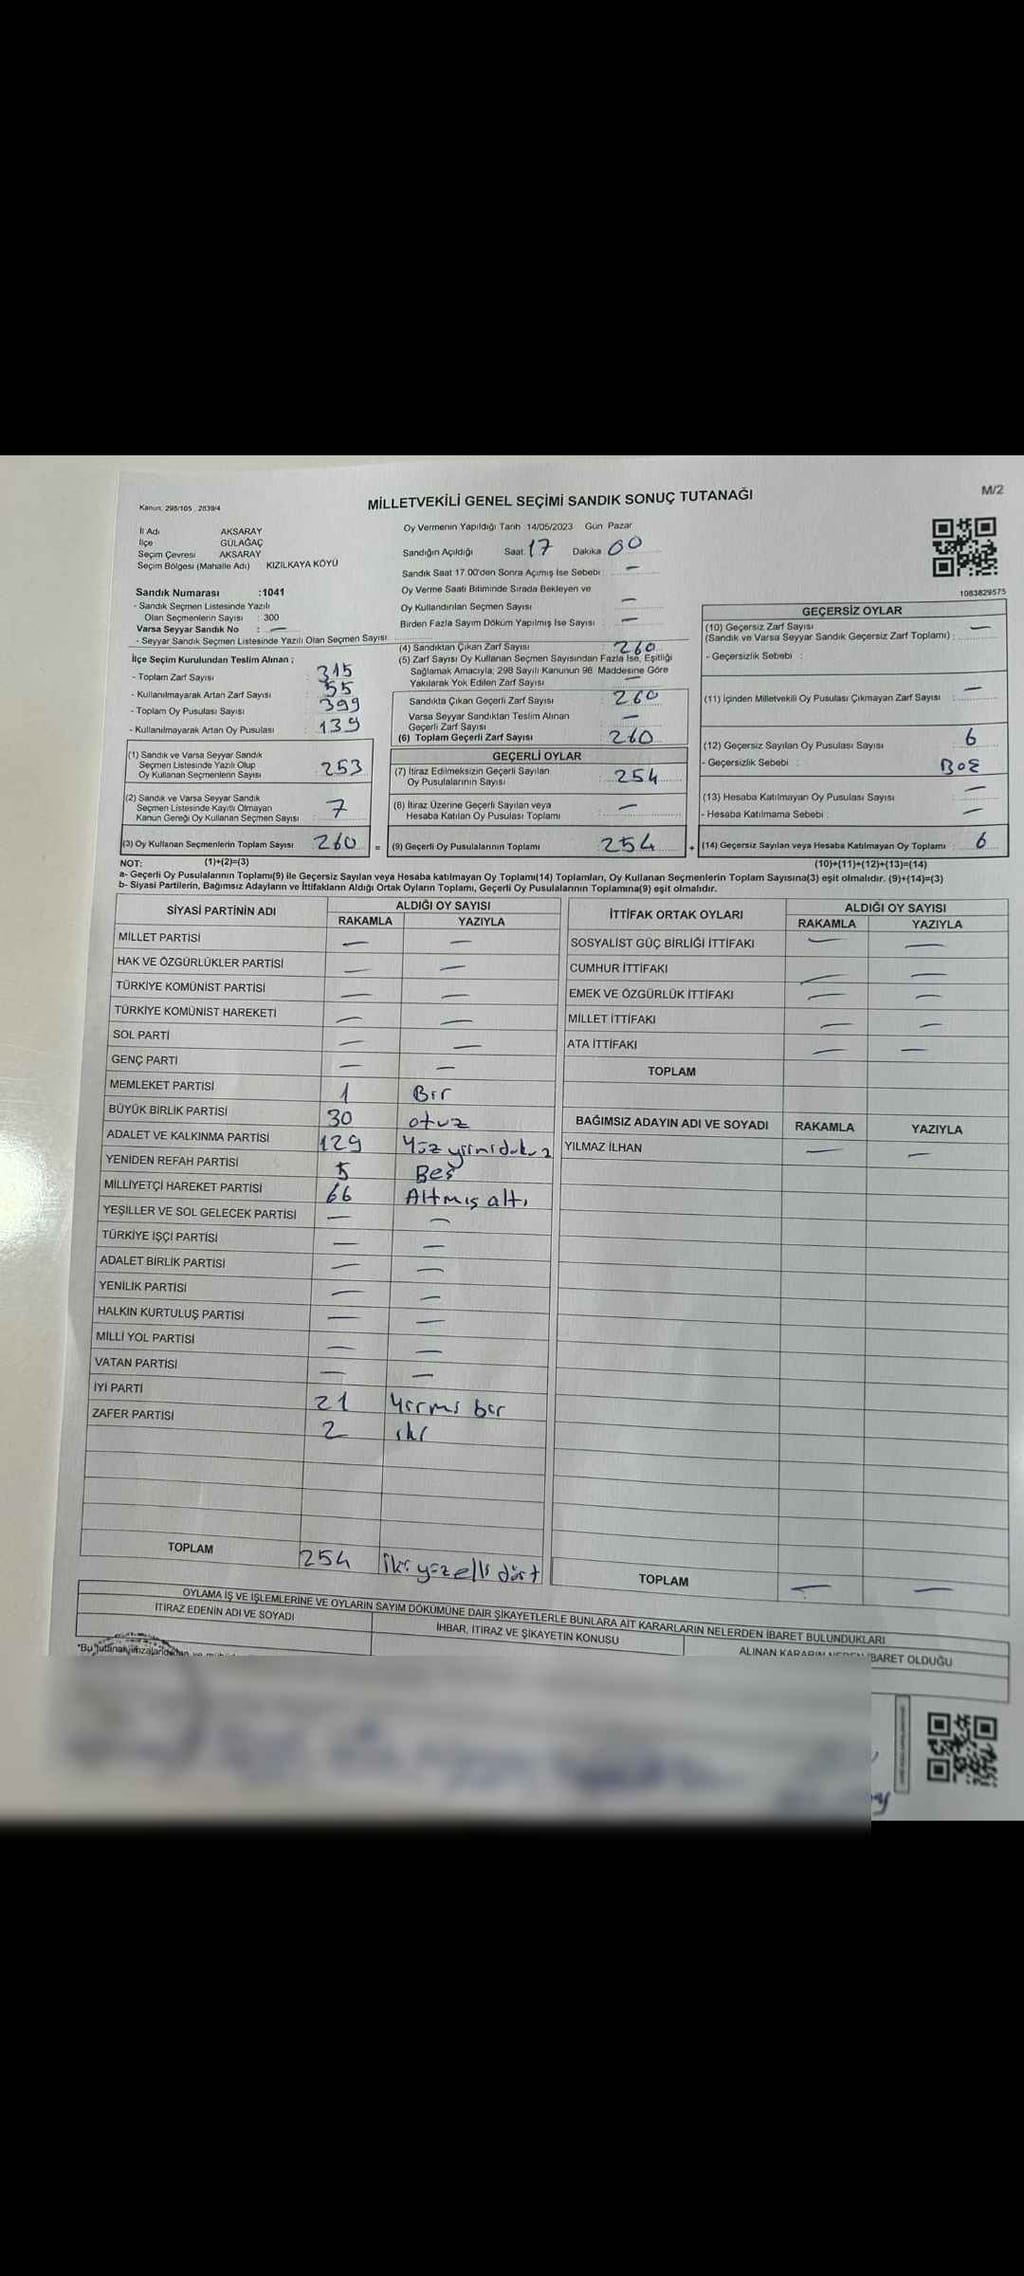 M/2
Kanun: 298/105 , 2839/4
MİLLETVEKİLİ GENEL SEÇİMİ SANDIK SONUÇ TUTANAĞI
İl Adı AKSARAY
İlçe GÜLAĞAÇ
Seçim Çevresi AKSARAY
Seçim Bölgesi (Mahalle Adı) KIZILKAYA KÖYÜ
Oy Vermenin Yapıldığı Tarih 14/05/2023 Gün Pazar
Sandığın Açıldığı Saat 17 Dakika 00
Sandık Saat 17.00'den Sonra Açmış İse Sebebi : —
Oy Verme Saati Bitiminde Sırada Bekleyen ve
Oy Kullandırılan Seçmen Sayısı —
Birden Fazla Sayım Döküm Yapılmış İse Sayısı : —
1083829575
Sandık Numarası :1041
- Sandık Seçmen Listesinde Yazılı
Olan Seçmenlerin Sayısı : 300
Varsa Seyyar Sandık No : —
- Seyyar Sandık Seçmen Listesinde Yazılı Olan Seçmen Sayısı
İlçe Seçim Kurulundan Teslim Alınan ;
- Toplam Zarf Sayısı 315
- Kullanılmayarak Artan Zarf Sayısı 55
- Toplam Oy Pusulası Sayısı 399
- Kullanılmayarak Artan Oy Pusulası 139
(1) Sandık ve Varsa Seyyar Sandık
Seçmen Listesinde Yazılı Olup
Oy Kullanan Seçmenlerin Sayısı 253
(2) Sandık ve Varsa Seyyar Sandık
Seçmen Listesinde Kayıtlı Olmayan
Kanun Gereği Oy Kullanan Seçmen Sayısı 7
(3) Oy Kullanan Seçmenlerin Toplam Sayısı 260 =
(4) Sandıktan Çıkan Zarf Sayısı 260
(5) Zarf Sayısı Oy Kullanan Seçmen Sayısından Fazla İse, Eşitliği
Sağlamak Amacıyla; 298 Sayılı Kanunun 98. Maddesine Göre
Yakılarak Yok Edilen Zarf Sayısı —
Sandıkta Çıkan Geçerli Zarf Sayısı 260
Varsa Seyyar Sandıktan Teslim Alınan
Geçerli Zarf Sayısı —
(6) Toplam Geçerli Zarf Sayısı 260
GEÇERLİ OYLAR
(7) İtiraz Edilmeksizin Geçerli Sayılan
Oy Pusulalarının Sayısı 254
(8) İtiraz Üzerine Geçerli Sayılan veya
Hesaba Katılan Oy Pusulası Toplamı —
(9) Geçerli Oy Pusulalarının Toplamı 254 +
GEÇERSİZ OYLAR
(10) Geçersiz Zarf Sayısı
(Sandık ve Varsa Seyyar Sandık Geçersiz Zarf Toplamı) : —
- Geçersizlik Sebebi :
(11) İçinden Milletvekili Oy Pusulası Çıkmayan Zarf Sayısı —
(12) Geçersiz Sayılan Oy Pusulası Sayısı 6
- Geçersizlik Sebebi : BOŞ
(13) Hesaba Katılmayan Oy Pusulası Sayısı —
- Hesaba Katılmama Sebebi : —
(14) Geçersiz Sayılan veya Hesaba Katılmayan Oy Toplamı 6
NOT: (1)+(2)=(3) (10)+(11)+(12)+(13)=(14)
a- Geçerli Oy Pusulalarının Toplamı(9) ile Geçersiz Sayılan veya Hesaba katılmayan Oy Toplamı(14) Toplamları, Oy Kullanan Seçmenlerin Toplam Sayısına(3) eşit olmalıdır. (9)+(14)=(3)
b- Siyasi Partilerin, Bağımsız Adayların ve İttifakların Aldığı Ortak Oyların Toplamı, Geçerli Oy Pusulalarının Toplamına(9) eşit olmalıdır.
SİYASİ PARTİNİN ADI ALDIĞI OY SAYISI
RAKAMLA YAZIYLA
MİLLET PARTİSİ — —
HAK VE ÖZGÜRLÜKLER PARTİSİ — —
TÜRKİYE KOMÜNİST PARTİSİ — —
TÜRKİYE KOMÜNİST HAREKETİ — —
SOL PARTİ — —
GENÇ PARTİ — —
MEMLEKET PARTİSİ 1 Bir
BÜYÜK BİRLİK PARTİSİ 30 otuz
ADALET VE KALKINMA PARTİSİ 129 Yüz yirmi dokuz
YENİDEN REFAH PARTİSİ 5 Beş
MİLLİYETÇİ HAREKET PARTİSİ 66 Altmış altı
YEŞİLLER VE SOL GELECEK PARTİSİ — —
TÜRKİYE İŞÇİ PARTİSİ — —
ADALET BİRLİK PARTİSİ — —
YENİLİK PARTİSİ — —
HALKIN KURTULUŞ PARTİSİ — —
MİLLİ YOL PARTİSİ — —
VATAN PARTİSİ — —
İYİ PARTİ 21 Yirmi bir
ZAFER PARTİSİ 2 iki
TOPLAM 254 iki yüz elli dört
İTTİFAK ORTAK OYLARI ALDIĞI OY SAYISI
RAKAMLA YAZIYLA
SOSYALİST GÜÇ BİRLİĞİ İTTİFAKI — —
CUMHUR İTTİFAKI — —
EMEK VE ÖZGÜRLÜK İTTİFAKI — —
MİLLET İTTİFAKI — —
ATA İTTİFAKI — —
TOPLAM
BAĞIMSIZ ADAYIN ADI VE SOYADI RAKAMLA YAZIYLA
YILMAZ İLHAN — —
TOPLAM — —
OYLAMA İŞ VE İŞLEMLERİNE VE OYLARIN SAYIM DÖKÜMÜNE DAİR ŞİKAYETLERLE BUNLARA AİT KARARLARIN NELERDEN İBARET BULUNDUKLARI
İTİRAZ EDENİN ADI VE SOYADI
İHBAR, İTİRAZ VE ŞİKAYETİN KONUSU
ALINAN KARARIN NEDEN İBARET OLDUĞU